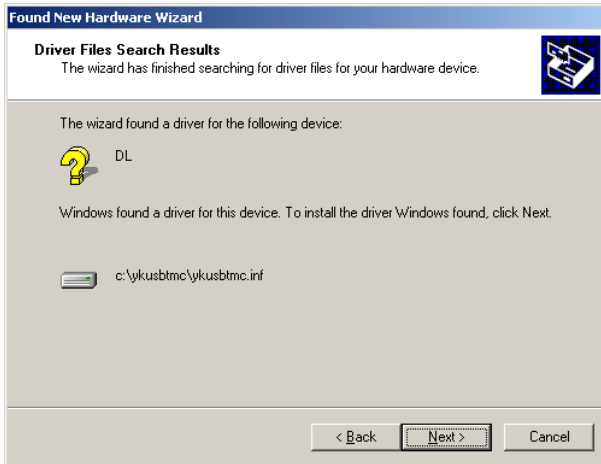 Found New Hardware Wizard
Driver Files Search Results
The wizard has finished searching for driver files for your hardware device.
The wizard found a driver for the following device:
DL
Windows found a driver for this device. To install the driver Windows found, click Next.
c:\ykusbtmc\ykusbtmc.inf
< Back Next > Cancel